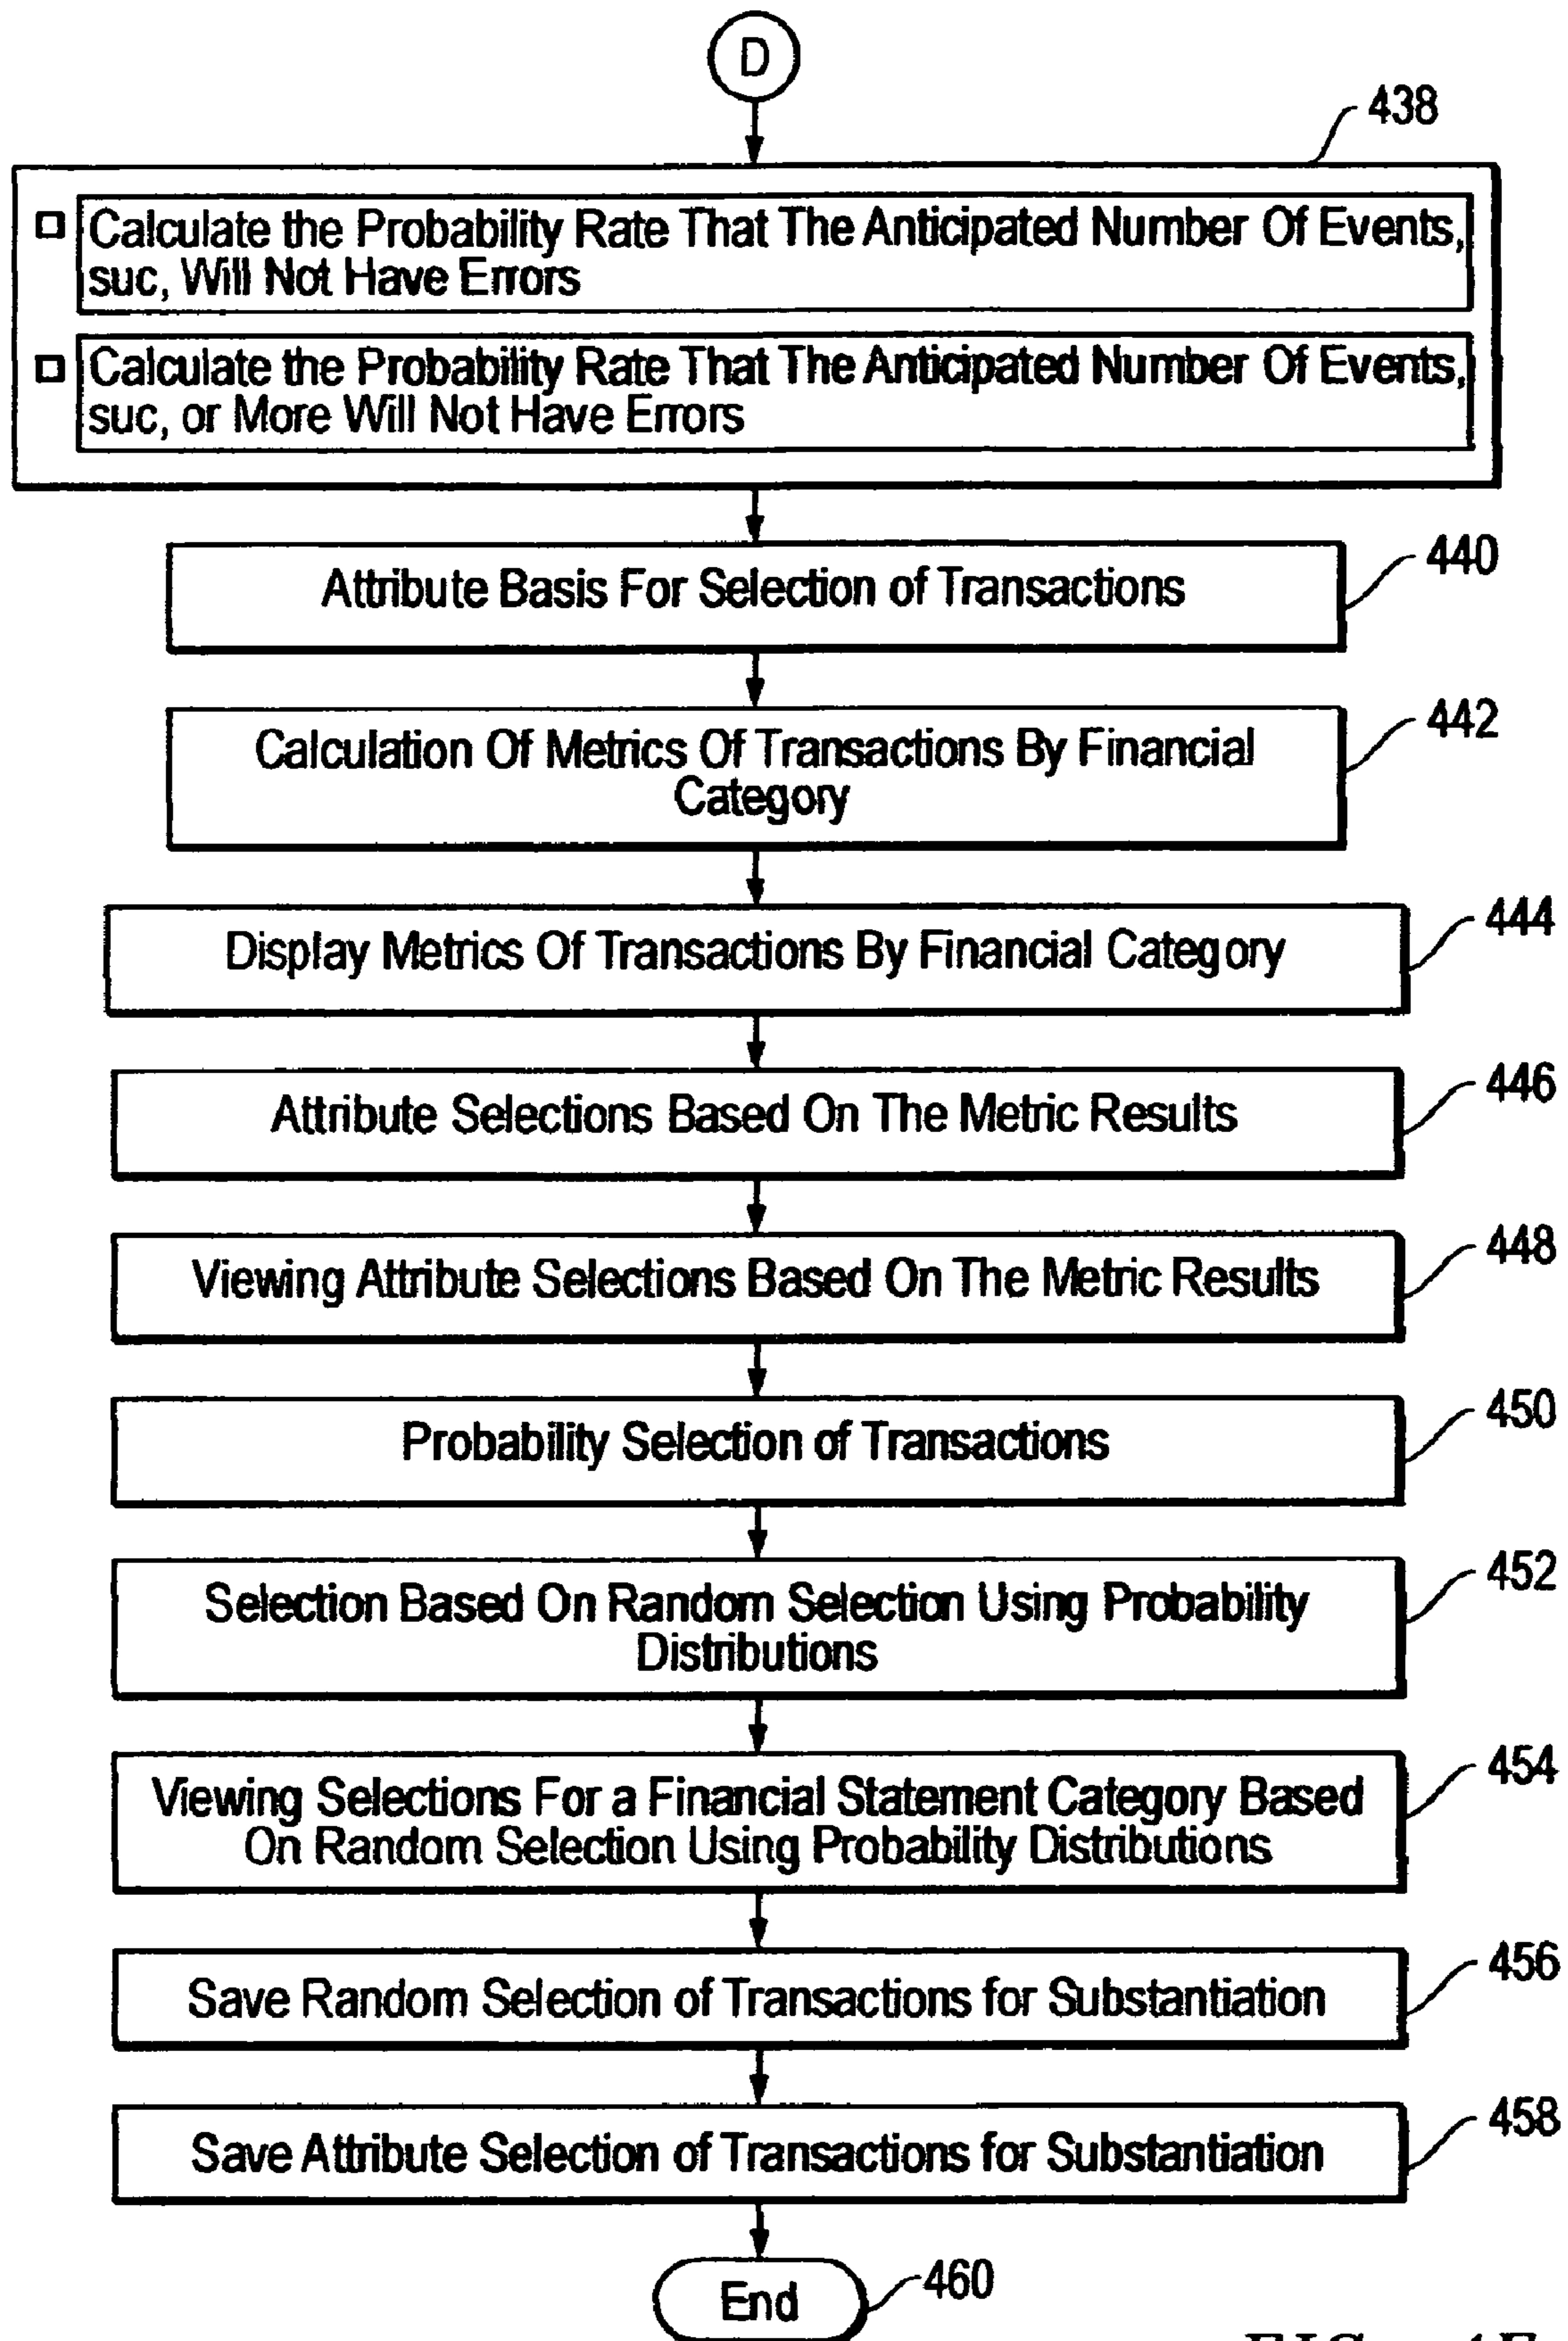 D
438
Calculate the Probability Rate That The Anticipated Number Of Events,
suc, Will Not Have Errors
Calculate the Probability Rate That The Anticipated Number Of Events,
suc, or More Will Not Have Errors
Attribute Basis For Selection of Transactions
440
Calculation Of Metrics Of Transactions By Financial
Category
442
Display Metrics Of Transactions By Financial Category
444
Attribute Selections Based On The Metric Results
446
Viewing Attribute Selections Based On The Metric Results
448
Probability Selection of Transactions
450
Selection Based On Random Selection Using Probability
Distributions
452
Viewing Selections For a Financial Statement Category Based
On Random Selection Using Probability Distributions
454
Save Random Selection of Transactions for Substantiation
456
Save Attribute Selection of Transactions for Substantiation
458
End
460